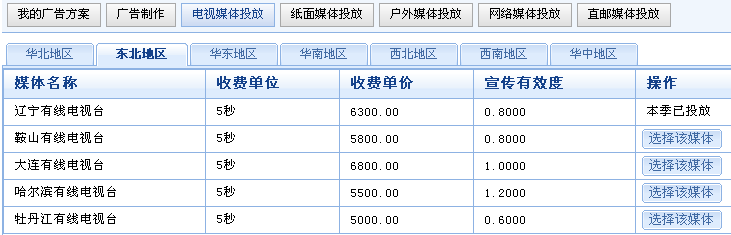 我的广告方案 广告制作 电视媒体投放 纸面媒体投放 户外媒体投放 网络媒体投放 直邮媒体投放
华北地区 东北地区 华东地区 华南地区 西北地区 西南地区 华中地区
媒体名称 收费单位 收费单价 宣传有效度 操作
辽宁有线电视台 5秒 6300.00 0.8000 本季已投放
鞍山有线电视台 5秒 5800.00 0.8000 选择该媒体
大连有线电视台 5秒 6800.00 1.0000 选择该媒体
哈尔滨有线电视台 5秒 5500.00 1.2000 选择该媒体
牡丹江有线电视台 5秒 5000.00 0.6000 选择该媒体